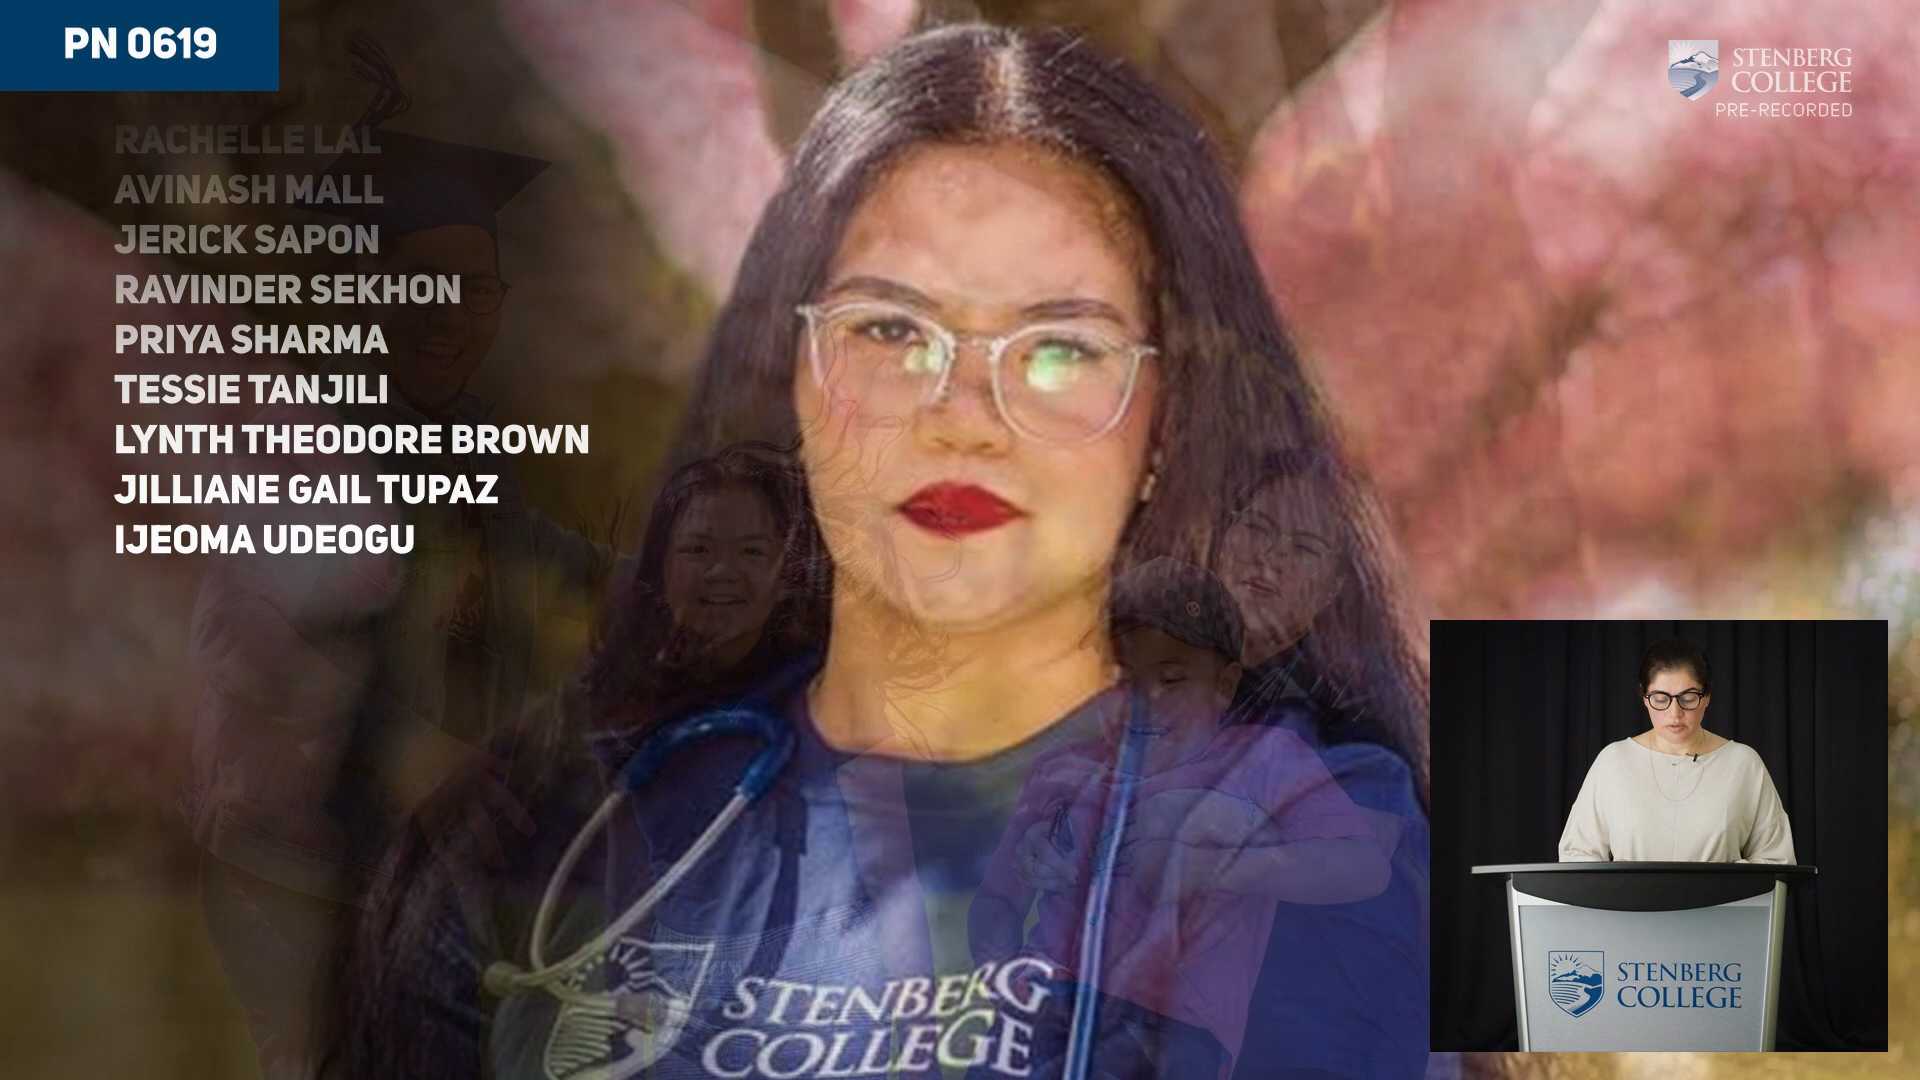 PN 0619
STENBERG
COLLEGE
PRE-RECORDED
RACHELLE LAL
AVINASH MALL
JERICK SAPON
RAVINDER SEKHON
PRIYA SHARMA
TESSIE TANJILI
LYNTH THEODORE BROWN
JILLIANE GAIL TUPAZ
IJEOMA UDEOGU
STENBERG
COLLEGE
STENBERG
COLLEGE